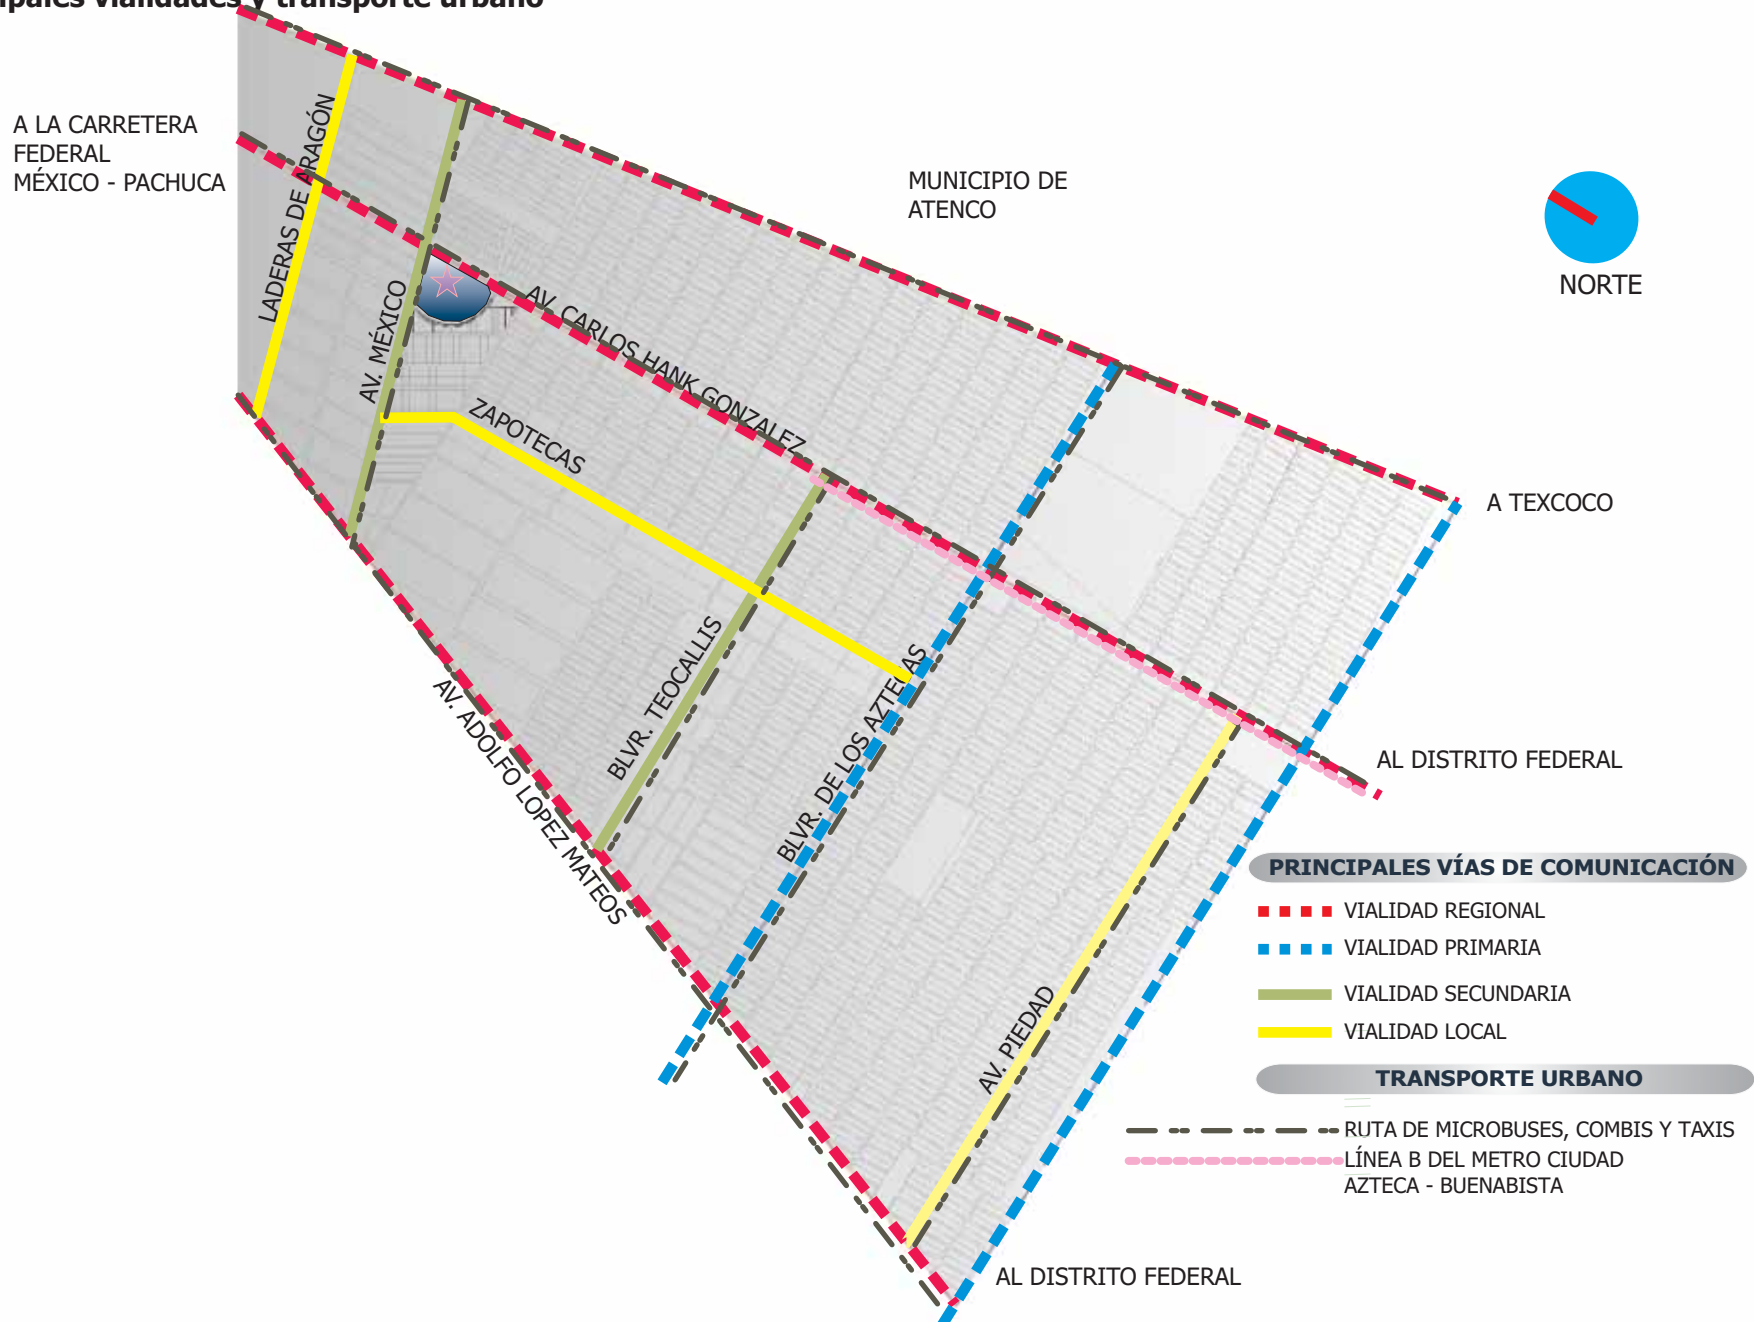 vialidades y transporte urbano
A LA CARRETERA
FEDERAL
MÉXICO - PACHUCA
LADERAS DE ARAGÓN
AV. MÉXICO
MUNICIPIO DE
ATENCO
NORTE
AV. CARLOS HANK GONZALEZ
ZAPOTECAS
A TEXCOCO
BLVR. TEOCALLIS
BLVR. DE LOS AZTECAS
AV. ADOLFO LOPEZ MATEOS
AL DISTRITO FEDERAL
AV. PIEDAD
PRINCIPALES VÍAS DE COMUNICACIÓN
VIALIDAD REGIONAL
VIALIDAD PRIMARIA
VIALIDAD SECUNDARIA
VIALIDAD LOCAL
TRANSPORTE URBANO
RUTA DE MICROBUSES, COMBIS Y TAXIS
LÍNEA B DEL METRO CIUDAD
AZTECA - BUENABISTA
AL DISTRITO FEDERAL